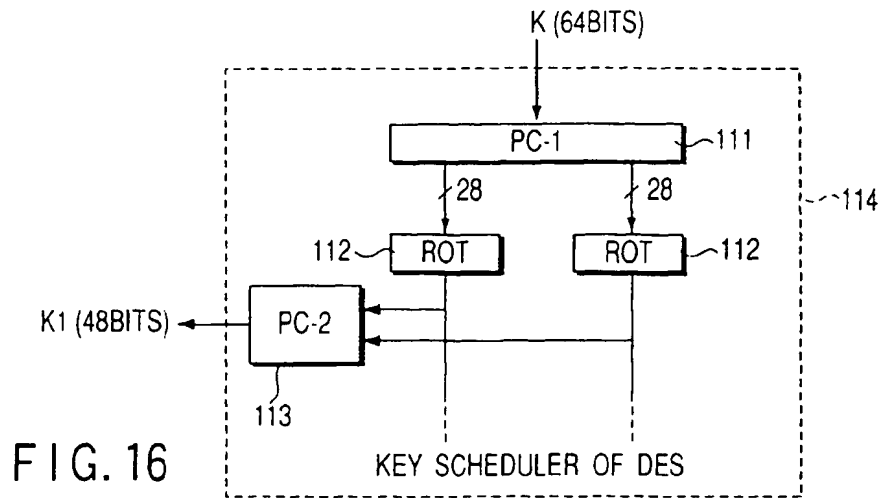 K (64BITS)
PC-1
111
28
28
114
112
ROT
ROT
112
K1 (48BITS)
PC-2
113
FIG. 16
KEY SCHEDULER OF DES